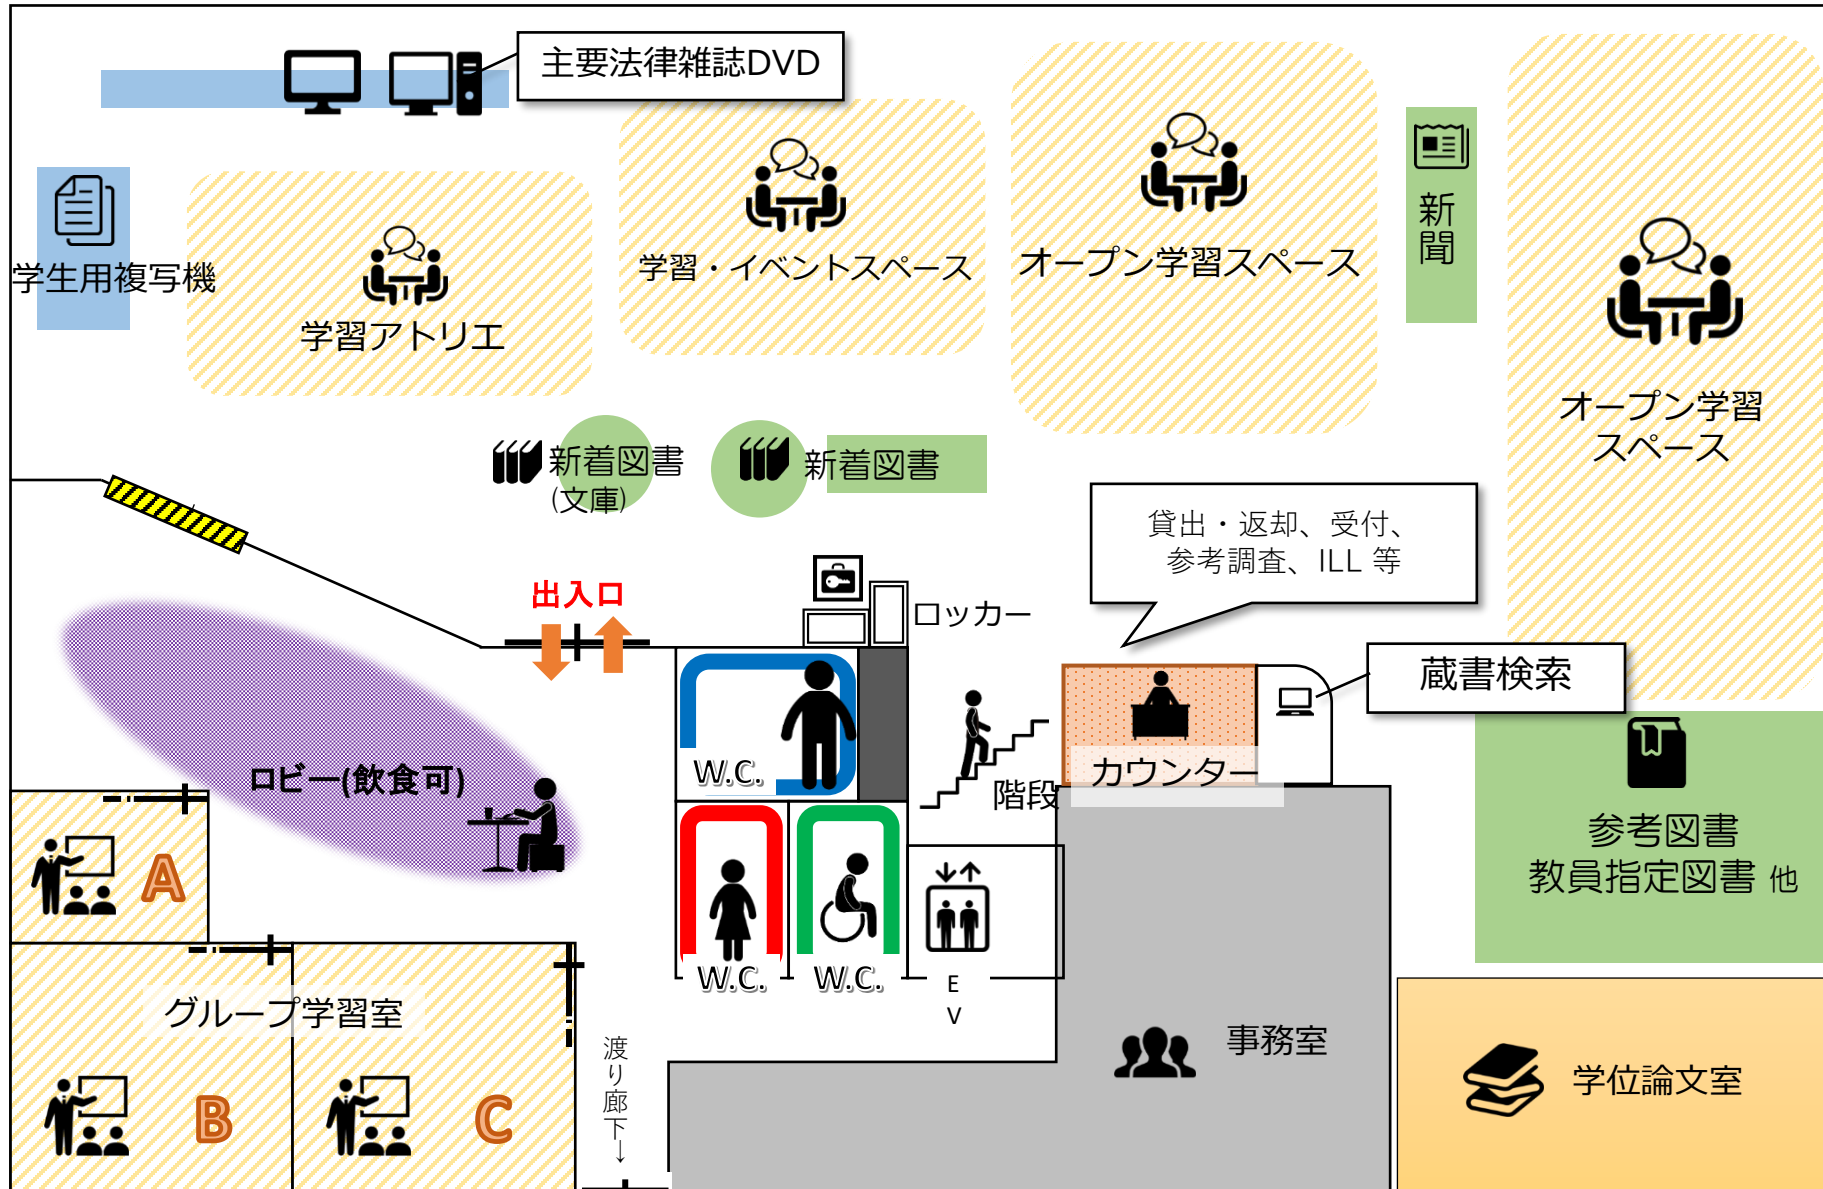 主要法律雑誌DVD
学生用複写機
学習アトリエ
学習・イベントスペース
オープン学習スペース
新聞
オープン学習
スペース
新着図書
(文庫)
新着図書
貸出・返却、受付、
参考調査、ILL 等
出入口
ロッカー
蔵書検索
W.C.
カウンター
階段
ロビー(飲食可)
参考図書
教員指定図書 他
A
W.C.
W.C.
E
V
グループ学習室
渡り廊下→
事務室
学位論文室
B
C